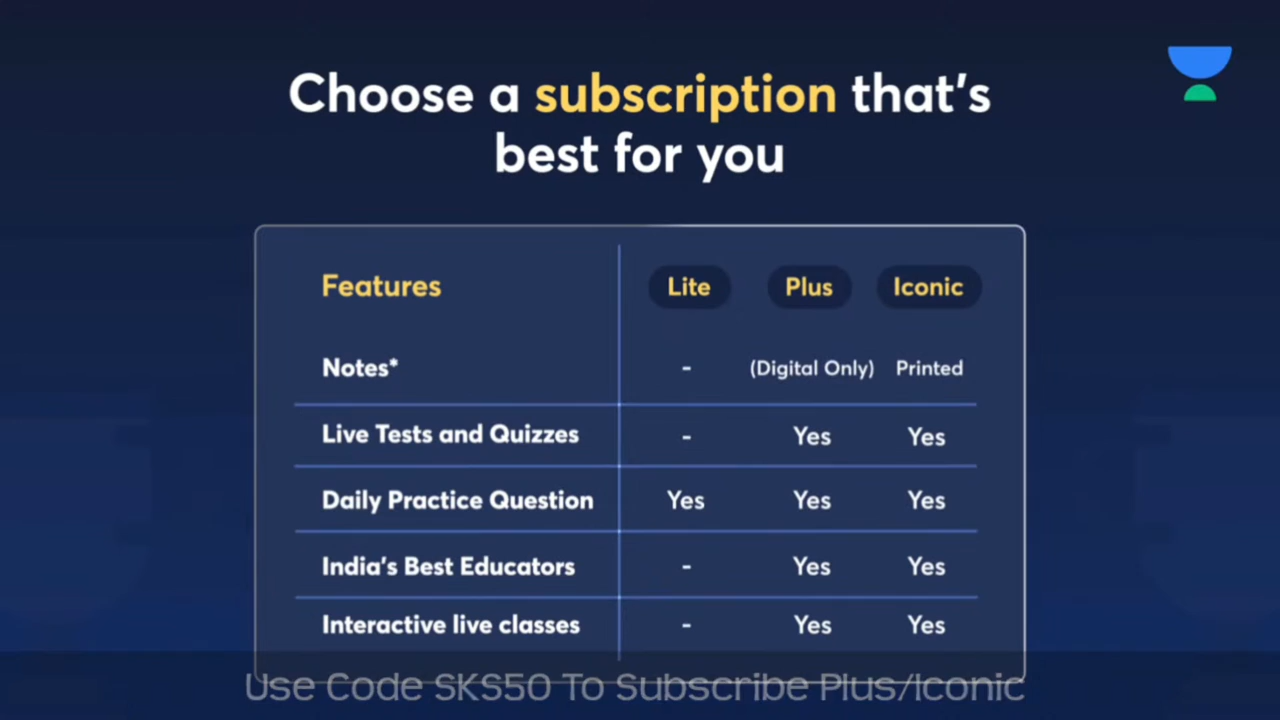 Choose a subscription that's
best for you
Features Lite Plus Iconic
Notes* - (Digital Only) Printed
Live Tests and Quizzes - Yes Yes
Daily Practice Question Yes Yes Yes
India's Best Educators - Yes Yes
Interactive live classes - Yes Yes
Use Code SKS50 To Subscribe Plus/Iconic